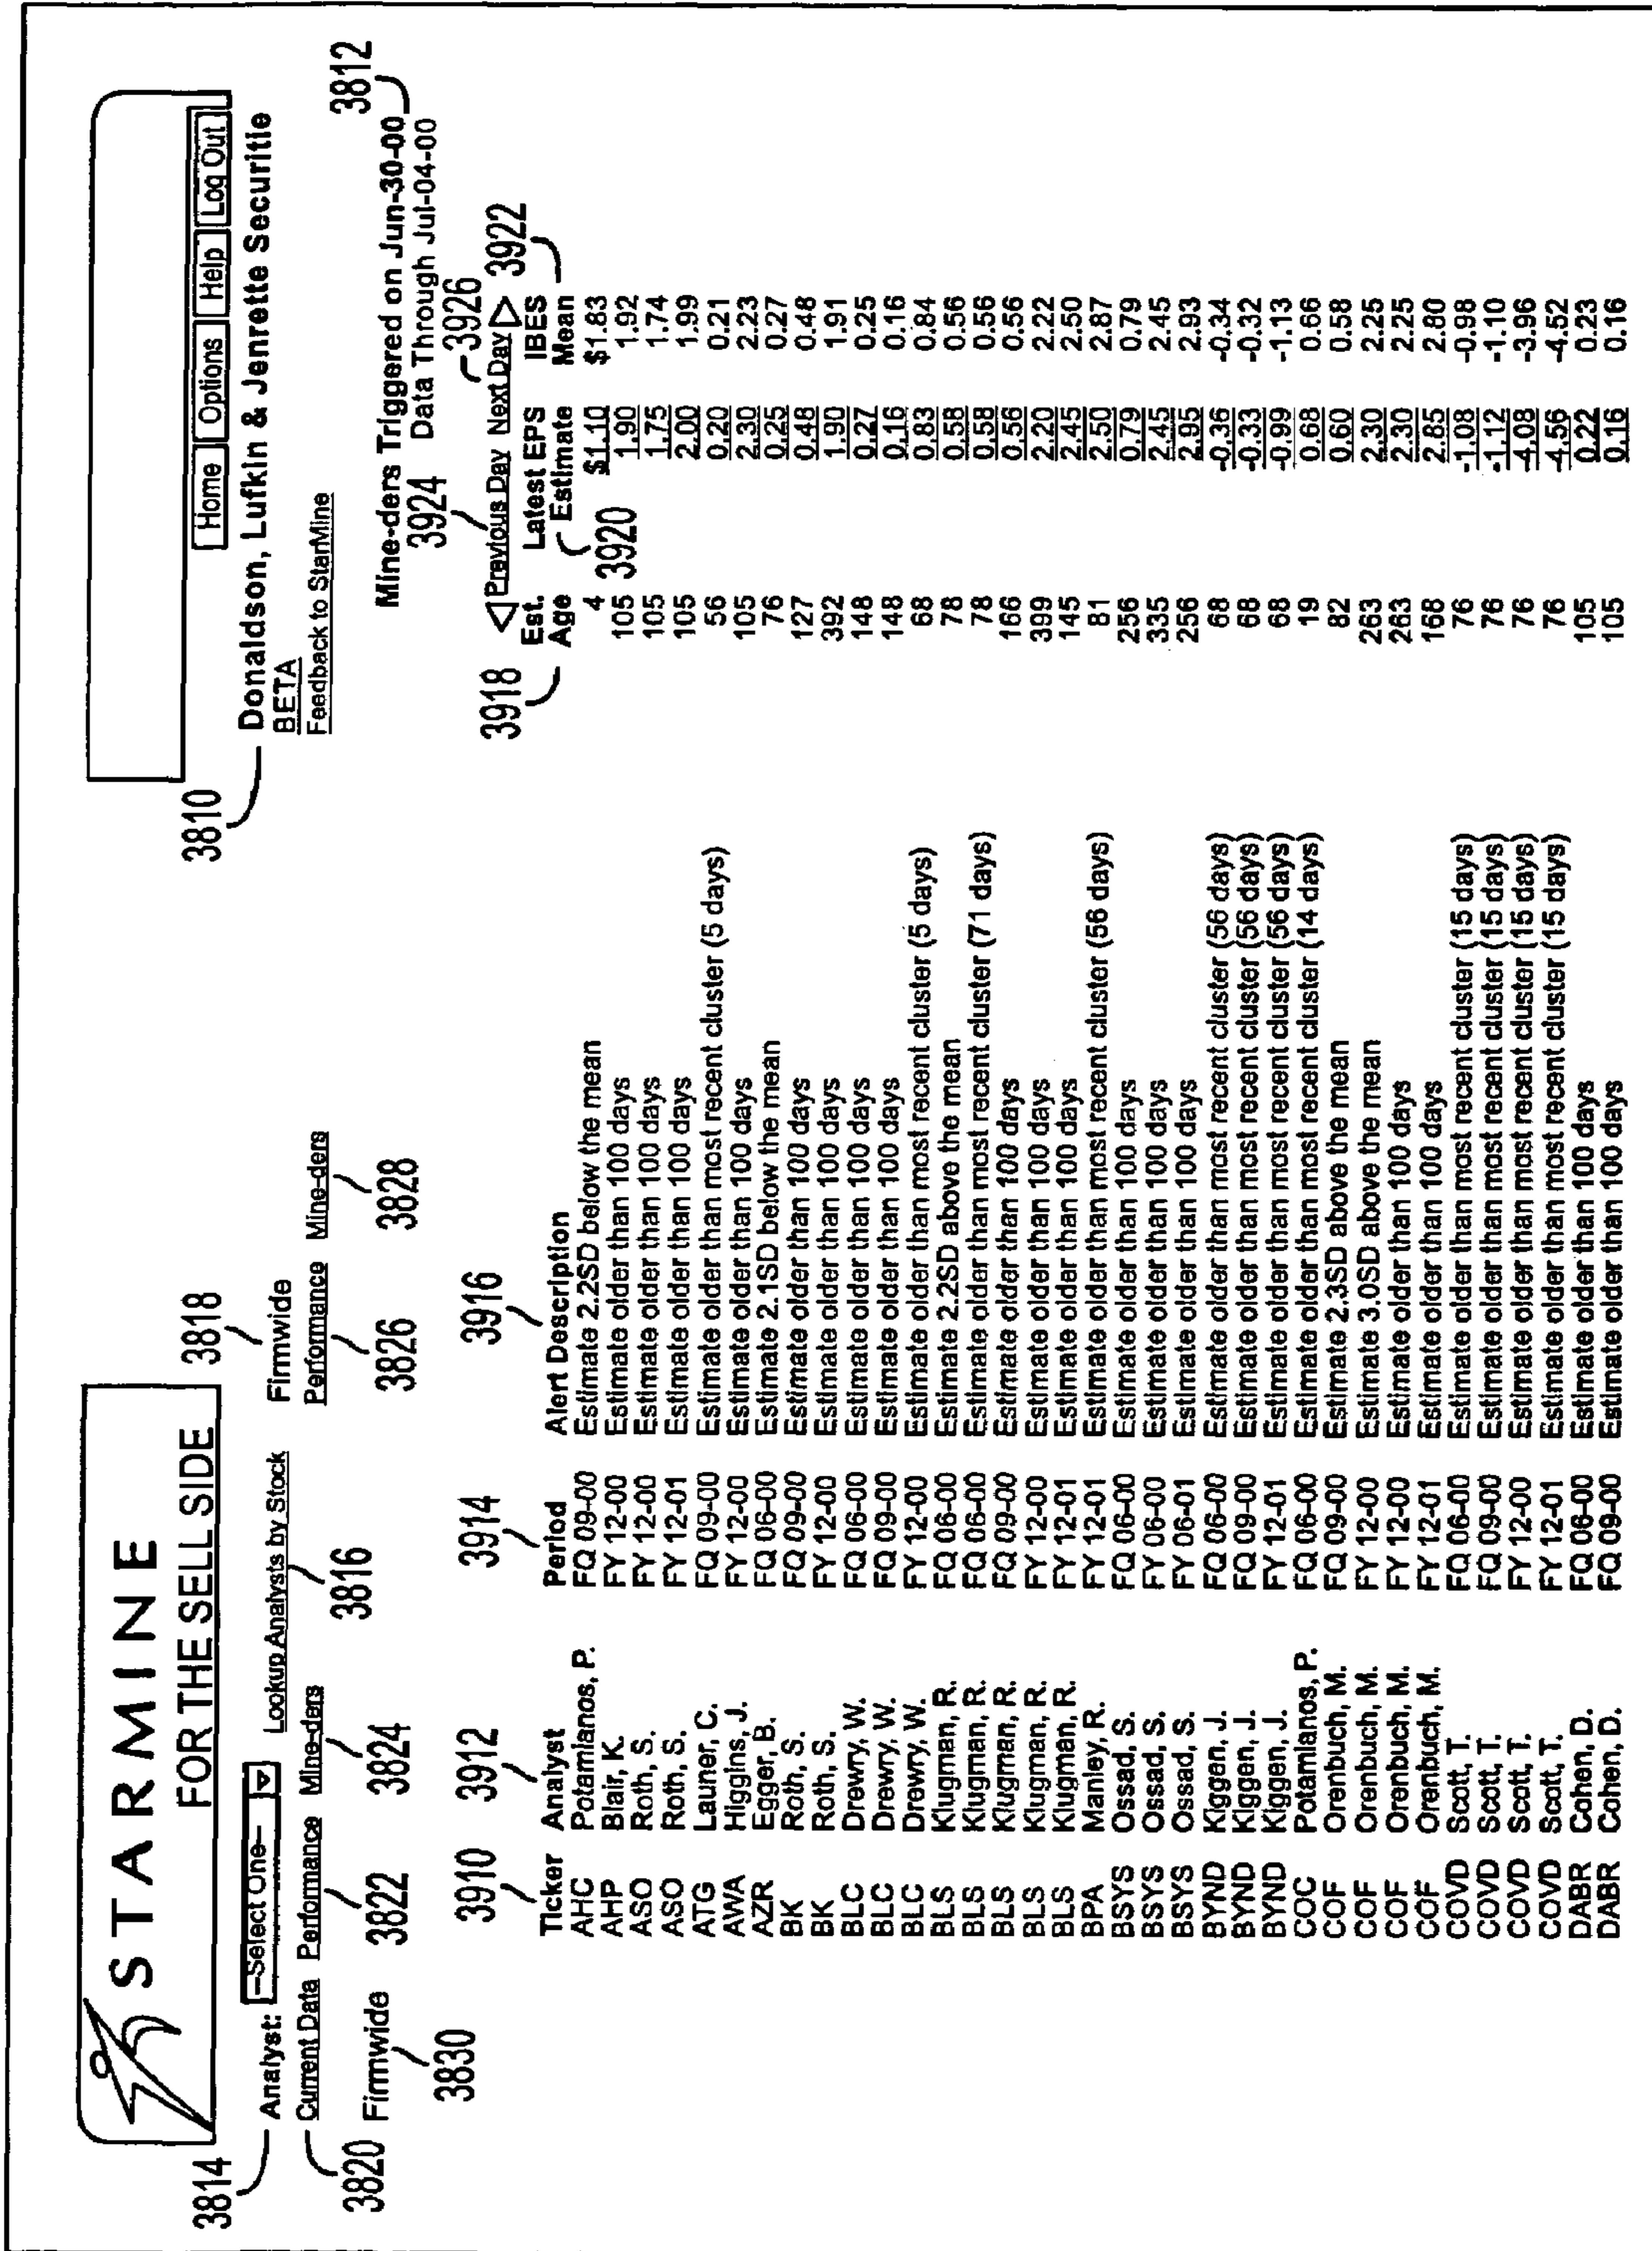 STARMINE
FOR THE SELL SIDE
Home Options Help Log Out
3814 3818 3810
Analyst: --Select One-- Lookup Analysts by Stock Firmwide Donaldson, Lufkin & Jenrette Securitie
Current Data Performance Mine-ders Performance Mine-ders BETA
Feedback to StarMine
3820 3822 3824 3816 3826 3828 3812
Firmwide Mine-ders Triggered on Jun-30-00
3830 3924 Data Through Jul-04-00
3926
3910 3912 3914 3916 3918 Previous Day Next Day 3922
Ticker Analyst Period Alert Description Est. Age Latest EPS Estimate IBES Mean
3920
AHC Potamianos, P. FQ 09-00 Estimate 2.2SD below the mean 4 $1.10 $1.83
AHP Blair, K. FY 12-00 Estimate older than 100 days 105 1.90 1.92
ASO Roth, S. FY 12-00 Estimate older than 100 days 105 1.75 1.74
ASO Roth, S. FY 12-01 Estimate older than 100 days 105 2.00 1.99
ATG Launer, C. FQ 09-00 Estimate older than most recent cluster (5 days) 56 0.20 0.21
AWA Higgins, J. FY 12-00 Estimate older than 100 days 105 2.30 2.23
AZR Egger, B. FQ 06-00 Estimate 2.1SD below the mean 76 0.25 0.27
BK Roth, S. FQ 09-00 Estimate older than 100 days 127 0.48 0.48
BK Roth, S. FY 12-00 Estimate older than 100 days 392 1.90 1.91
BLC Drewry, W. FQ 06-00 Estimate older than 100 days 148 0.27 0.25
BLC Drewry, W. FQ 09-00 Estimate older than 100 days 148 0.16 0.16
BLC Drewry, W. FY 12-00 Estimate older than most recent cluster (5 days) 68 0.83 0.84
BLS Klugman, R. FQ 06-00 Estimate 2.2SD above the mean 78 0.58 0.56
BLS Klugman, R. FQ 06-00 Estimate older than most recent cluster (71 days) 78 0.58 0.56
BLS Klugman, R. FQ 09-00 Estimate older than 100 days 166 0.56 0.56
BLS Klugman, R. FY 12-00 Estimate older than 100 days 399 2.20 2.22
BLS Klugman, R. FY 12-01 Estimate older than 100 days 145 2.45 2.50
BPA Manley, R. FY 12-01 Estimate older than most recent cluster (56 days) 81 2.50 2.87
BSYS Ossad, S. FQ 06-00 Estimate older than 100 days 256 0.79 0.79
BSYS Ossad, S. FY 06-00 Estimate older than 100 days 335 2.45 2.45
BSYS Ossad, S. FY 06-01 Estimate older than 100 days 256 2.95 2.93
BYND Kiggen, J. FQ 06-00 Estimate older than most recent cluster (56 days) 68 -0.36 -0.34
BYND Kiggen, J. FQ 09-00 Estimate older than most recent cluster (56 days) 68 -0.33 -0.32
BYND Kiggen, J. FY 12-01 Estimate older than most recent cluster (56 days) 68 -0.99 -1.13
COC Potamianos, P. FQ 06-00 Estimate older than most recent cluster (14 days) 19 0.68 0.66
COF Orenbuch, M. FQ 09-00 Estimate 2.3SD above the mean 82 0.60 0.58
COF Orenbuch, M. FY 12-00 Estimate 3.0SD above the mean 263 2.30 2.25
COF Orenbuch, M. FY 12-00 Estimate older than 100 days 263 2.30 2.25
COF Orenbuch, M. FY 12-01 Estimate older than 100 days 168 2.85 2.80
COVD Scott, T. FQ 06-00 Estimate older than most recent cluster (15 days) 76 -1.08 -0.98
COVD Scott, T. FQ 09-00 Estimate older than most recent cluster (15 days) 76 -1.12 -1.10
COVD Scott, T. FY 12-00 Estimate older than most recent cluster (15 days) 76 -4.08 -3.96
COVD Scott, T. FY 12-01 Estimate older than most recent cluster (15 days) 76 -4.56 -4.52
DABR Cohen, D. FQ 06-00 Estimate older than 100 days 105 0.22 0.23
DABR Cohen, D. FQ 09-00 Estimate older than 100 days 105 0.16 0.16